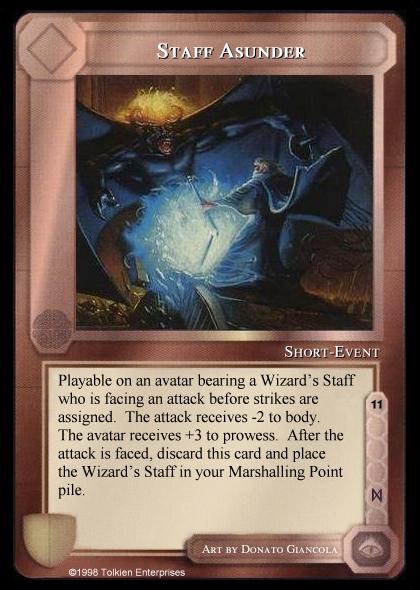 STAFF ASUNDER
SHORT-EVENT
Playable on an avatar bearing a Wizard's Staff
who is facing an attack before strikes are
assigned. The attack receives -2 to body.
The avatar receives +3 to prowess. After the
attack is faced, discard this card and place
the Wizard's Staff in your Marshalling Point
pile.
11
ART BY DONATO GIANCOLA
©1998 Tolkien Enterprises